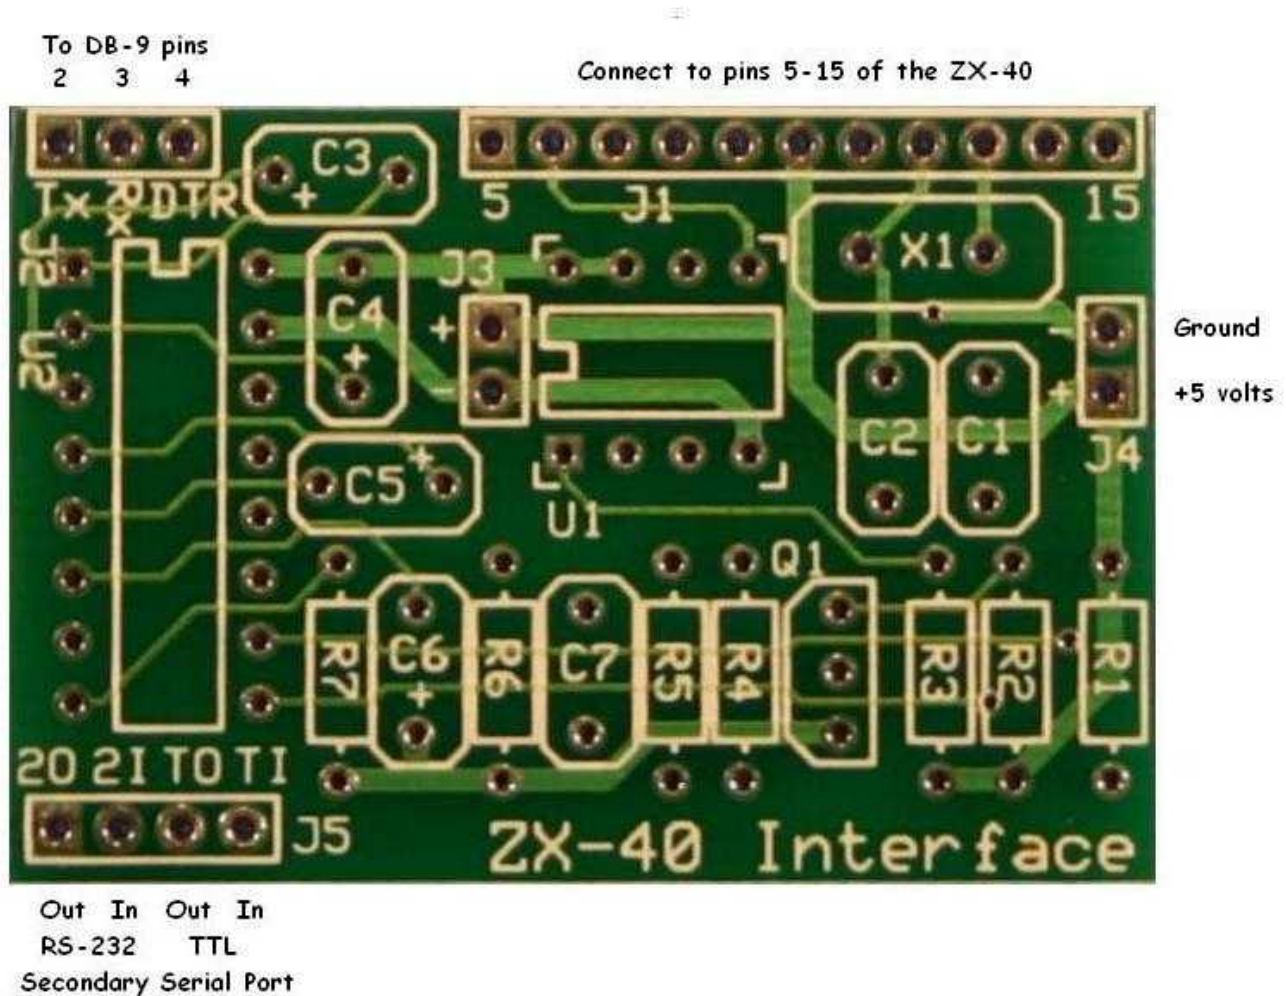 To DB-9 pins
2 3 4
Connect to pins 5-15 of the ZX-40
Tx RX DTR
C3
5 J1 15
J2
X1
J3
C4
+
+
-
-
+
Ground
+5 volts
U2
C2 C1
J4
C5
+
U1
Q1
R7 C6 R6 C7 R5 R4 R3 R2 R1
+
2O 2I TO TI
J5
ZX-40 Interface
Out In Out In
RS-232 TTL
Secondary Serial Port